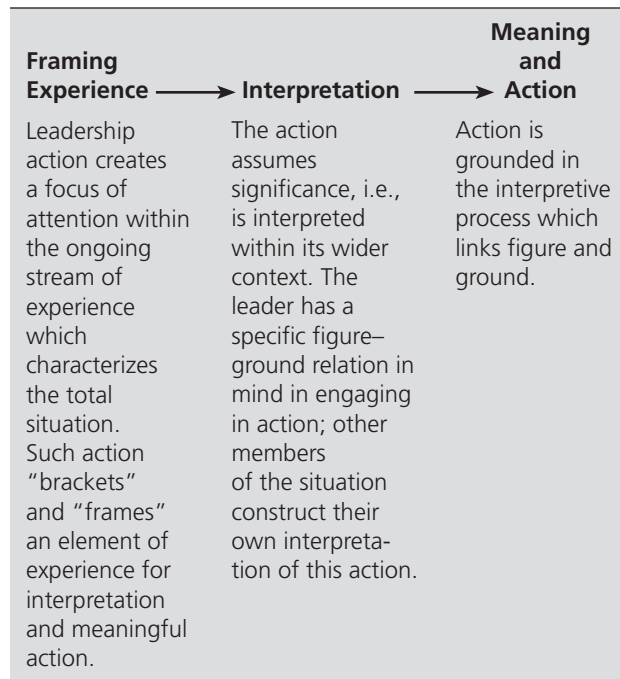 Framing
Experience → Interpretation → Meaning
and
Action
Leadership
action creates
a focus of
attention within
the ongoing
stream of
experience
which
characterizes
the total
situation.
Such action
“brackets”
and “frames”
an element of
experience for
interpretation
and meaningful
action.
The action
assumes
significance, i.e.,
is interpreted
within its wider
context. The
leader has a
specific figure–
ground relation in
mind in engaging
in action; other
members
of the situation
construct their
own interpreta-
tion of this action.
Action is
grounded in
the interpretive
process which
links figure and
ground.